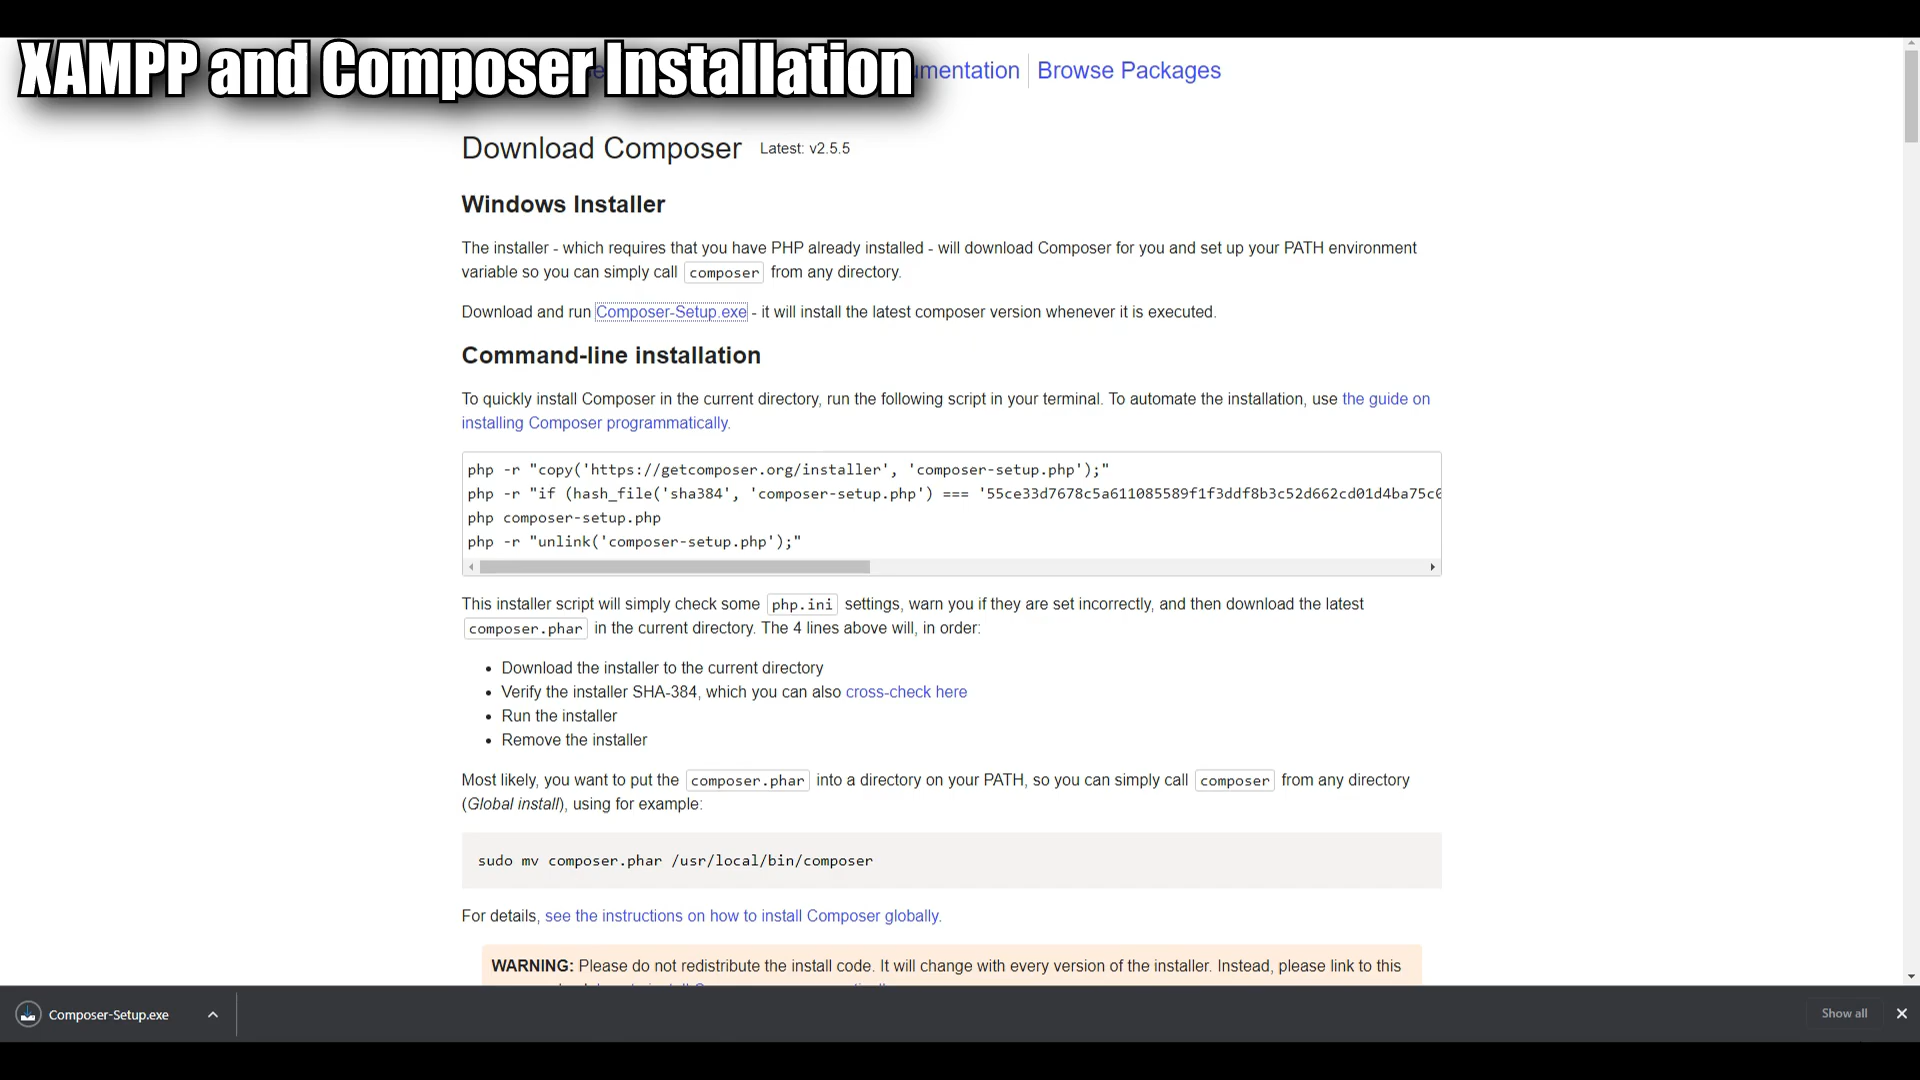 XAMPP and Composer Installation
mentation Browse Packages
Download Composer Latest: v2.5.5
Windows Installer
The installer - which requires that you have PHP already installed - will download Composer for you and set up your PATH environment
variable so you can simply call composer from any directory.
Download and run Composer-Setup.exe - it will install the latest composer version whenever it is executed.
Command-line installation
To quickly install Composer in the current directory, run the following script in your terminal. To automate the installation, use the guide on
installing Composer programmatically.
php -r "copy('https://getcomposer.org/installer', 'composer-setup.php');"
php -r "if (hash_file('sha384', 'composer-setup.php') === '55ce33d7678c5a611085589f1f3ddf8b3c52d662cd01d4ba75c0
php composer-setup.php
php -r "unlink('composer-setup.php');"
This installer script will simply check some php.ini settings, warn you if they are set incorrectly, and then download the latest
composer.phar in the current directory. The 4 lines above will, in order:
• Download the installer to the current directory
• Verify the installer SHA-384, which you can also cross-check here
• Run the installer
• Remove the installer
Most likely, you want to put the composer.phar into a directory on your PATH, so you can simply call composer from any directory
(Global install), using for example:
sudo mv composer.phar /usr/local/bin/composer
For details, see the instructions on how to install Composer globally.
WARNING: Please do not redistribute the install code. It will change with every version of the installer. Instead, please link to this
Composer-Setup.exe
Show all